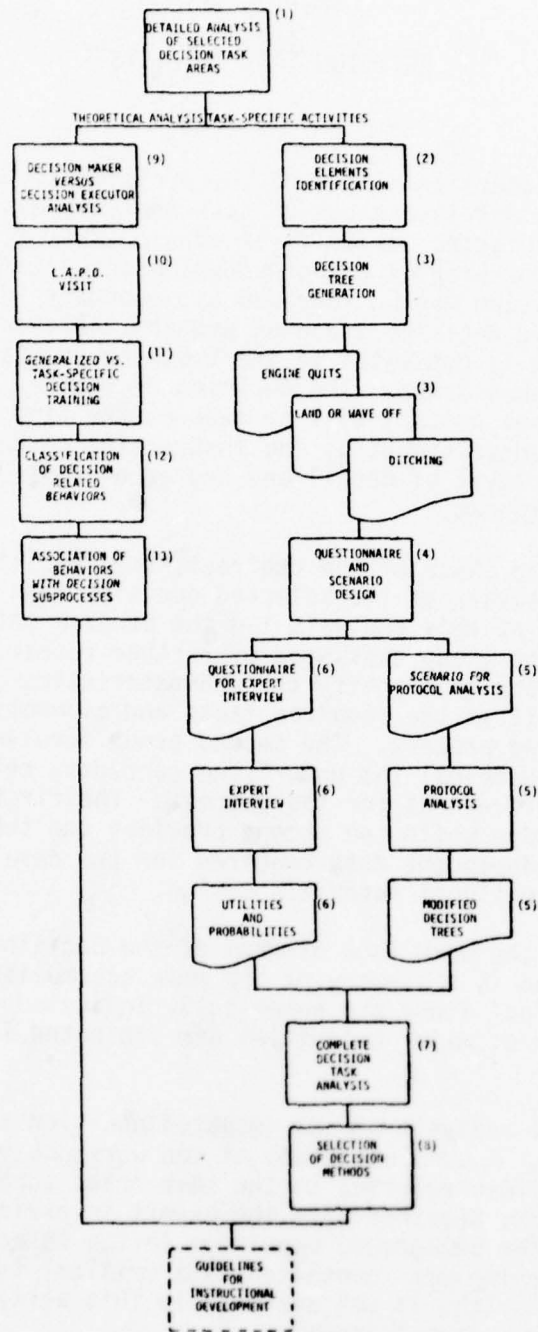 (1)
DETAILED ANALYSIS
OF SELECTED
DECISION TASK
AREAS
THEORETICAL ANALYSIS
TASK-SPECIFIC ACTIVITIES
(9)
DECISION MAKER
VERSUS
DECISION EXECUTOR
ANALYSIS
(10)
L.A.P.D.
VISIT
(11)
GENERALIZED VS.
TASK-SPECIFIC
DECISION
TRAINING
(12)
CLASSIFICATION
OF DECISION
RELATED
BEHAVIORS
(13)
ASSOCIATION OF
BEHAVIORS
WITH DECISION
SUBPROCESSES
(2)
DECISION
ELEMENTS
IDENTIFICATION
(3)
DECISION
TREE
GENERATION
ENGINE QUITS
(3)
LAND OR WAVE OFF
DITCHING
(4)
QUESTIONNAIRE
AND
SCENARIO
DESIGN
(6)
QUESTIONNAIRE
FOR EXPERT
INTERVIEW
(5)
SCENARIO FOR
PROTOCOL ANALYSIS
(6)
EXPERT
INTERVIEW
(5)
PROTOCOL
ANALYSIS
(6)
UTILITIES
AND
PROBABILITIES
(5)
MODIFIED
DECISION
TREES
(7)
COMPLETE
DECISION
TASK
ANALYSIS
(8)
SELECTION
OF DECISION
METHODS
GUIDELINES
FOR
INSTRUCTIONAL
DEVELOPMENT